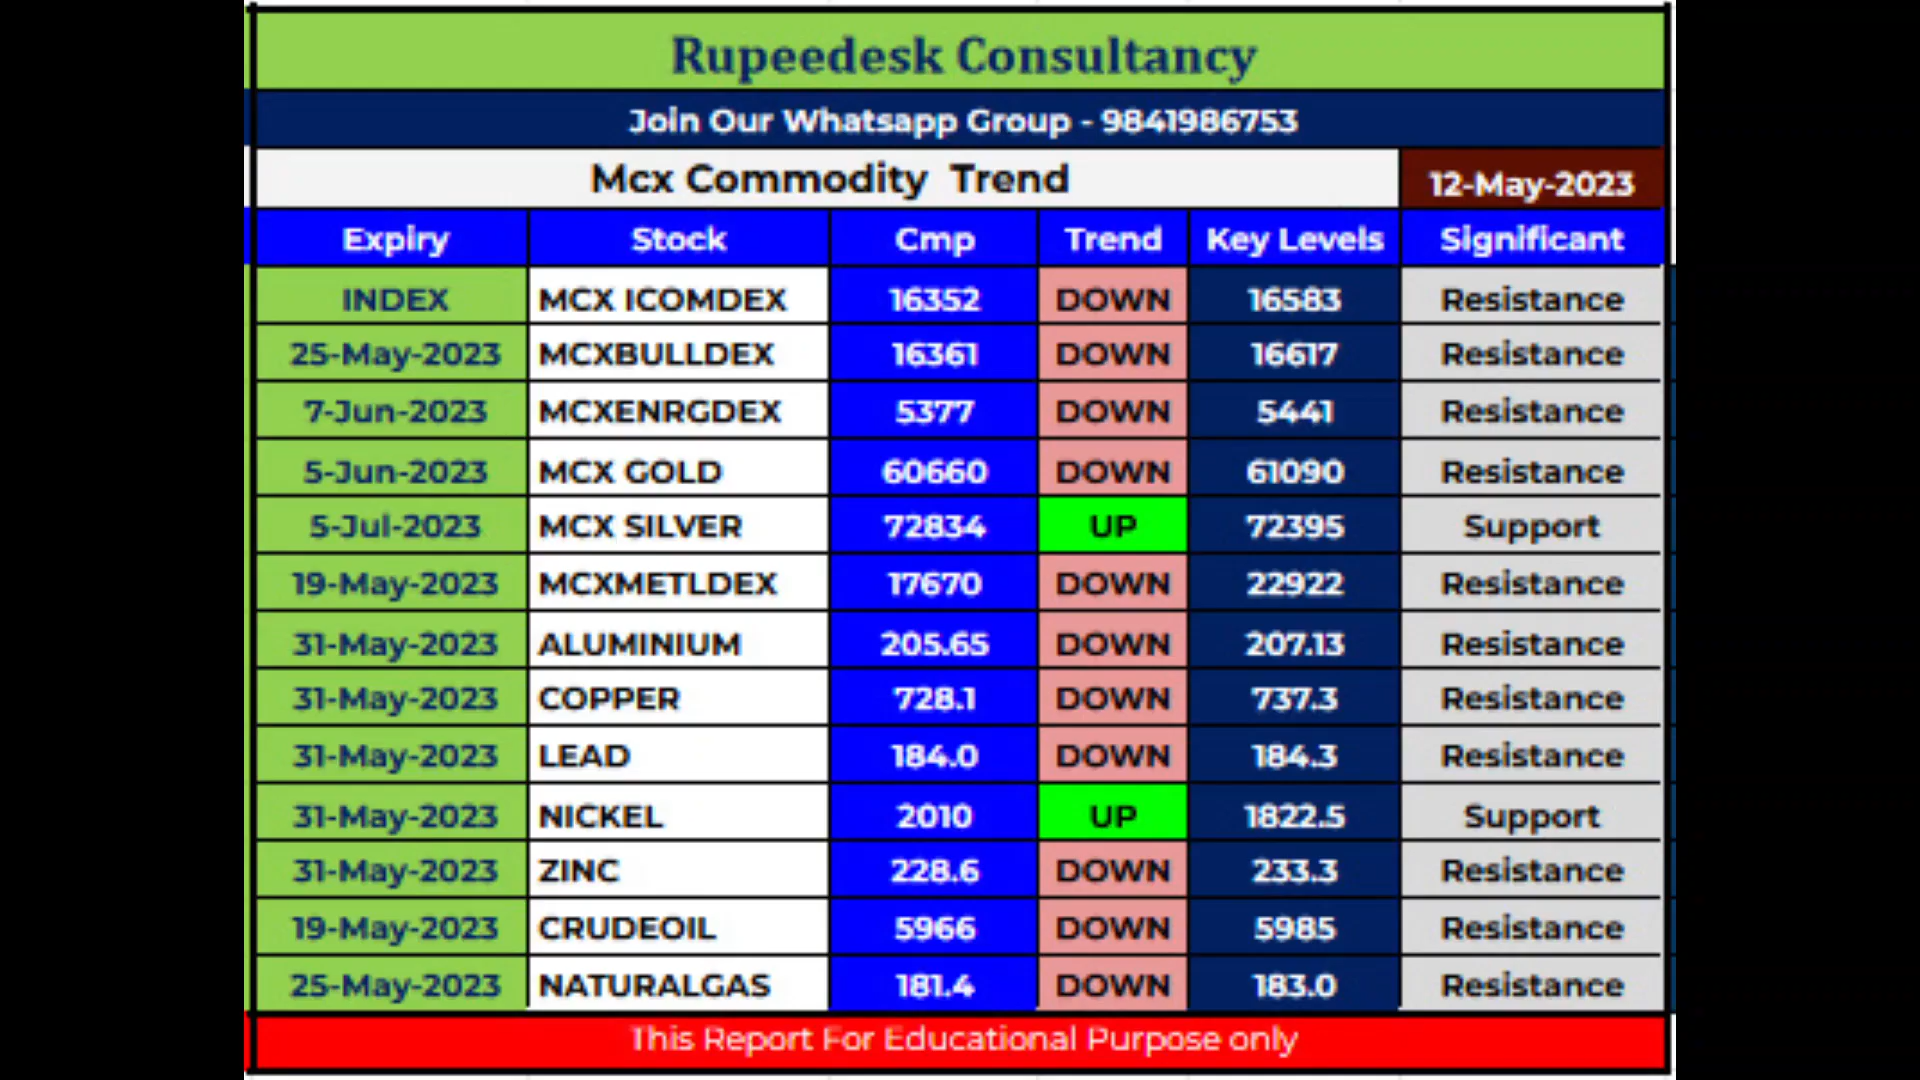 Rupeedesk Consultancy
Join Our Whatsapp Group - 9841986753
Mcx Commodity Trend 12-May-2023
Expiry Stock Cmp Trend Key Levels Significant
INDEX MCX ICOMDEX 16352 DOWN 16583 Resistance
25-May-2023 MCXBULLDEX 16361 DOWN 16617 Resistance
7-Jun-2023 MCXENRGDEX 5377 DOWN 5441 Resistance
5-Jun-2023 MCX GOLD 60660 DOWN 61090 Resistance
5-Jul-2023 MCX SILVER 72834 UP 72395 Support
19-May-2023 MCXMETLDEX 17670 DOWN 22922 Resistance
31-May-2023 ALUMINIUM 205.65 DOWN 207.13 Resistance
31-May-2023 COPPER 728.1 DOWN 737.3 Resistance
31-May-2023 LEAD 184.0 DOWN 184.3 Resistance
31-May-2023 NICKEL 2010 UP 1822.5 Support
31-May-2023 ZINC 228.6 DOWN 233.3 Resistance
19-May-2023 CRUDEOIL 5966 DOWN 5985 Resistance
25-May-2023 NATURALGAS 181.4 DOWN 183.0 Resistance
This Report For Educational Purpose only